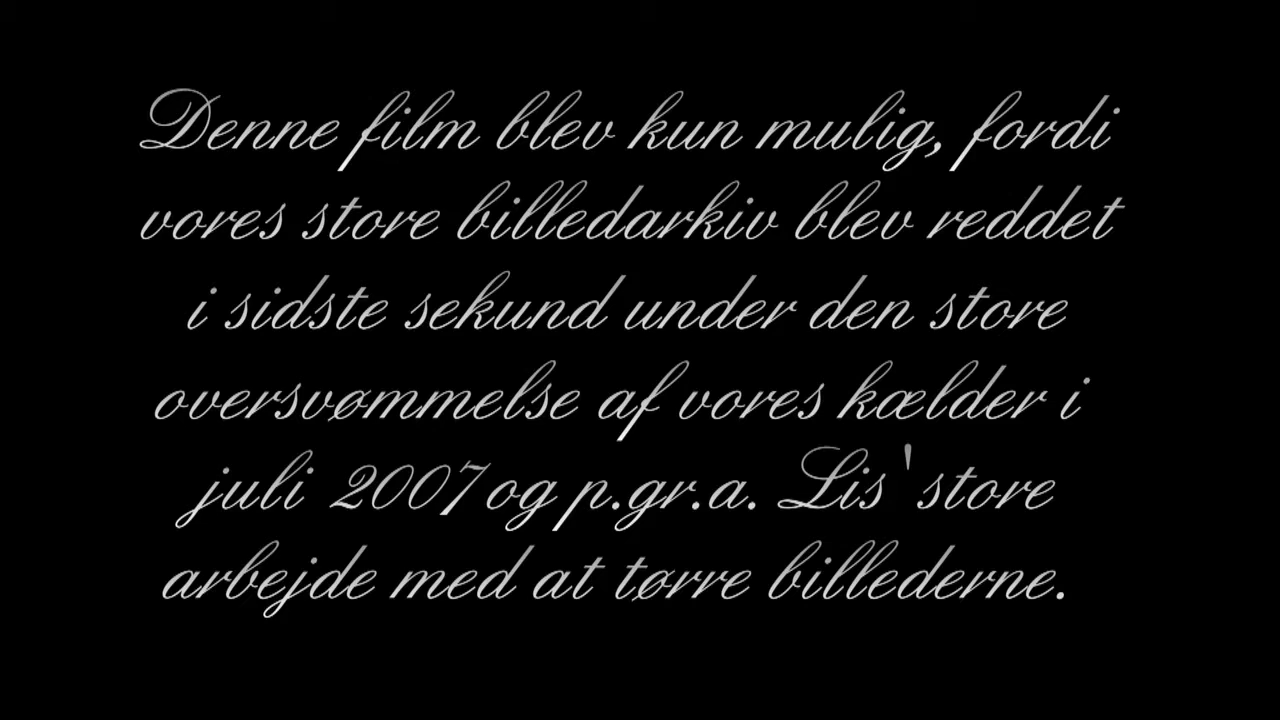 Denne film blev kun mulig, fordi
vores store billedarkiv blev reddet
i sidste sekund under den store
oversvømmelse af vores kælder i
juli 2007 og p.gr.a. Lis' store
arbejde med at tørre billederne.